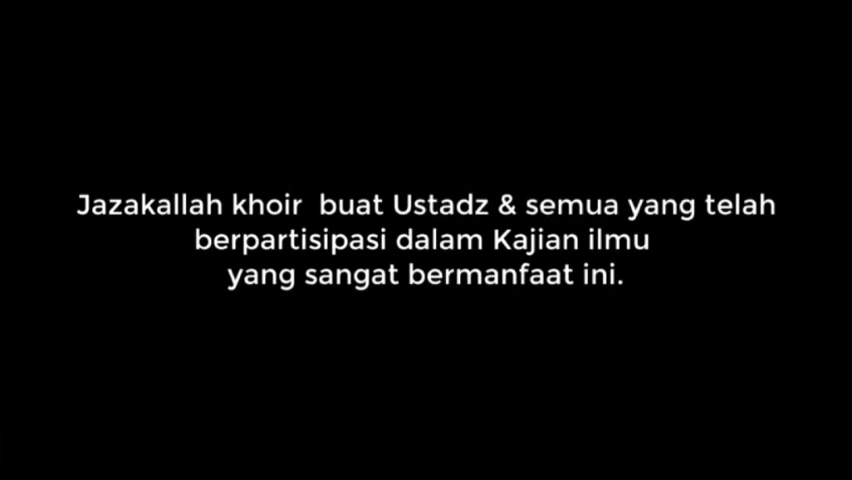 Jazakallah khoir  buat Ustadz & semua yang telah
berpartisipasi dalam Kajian ilmu
yang sangat bermanfaat ini.